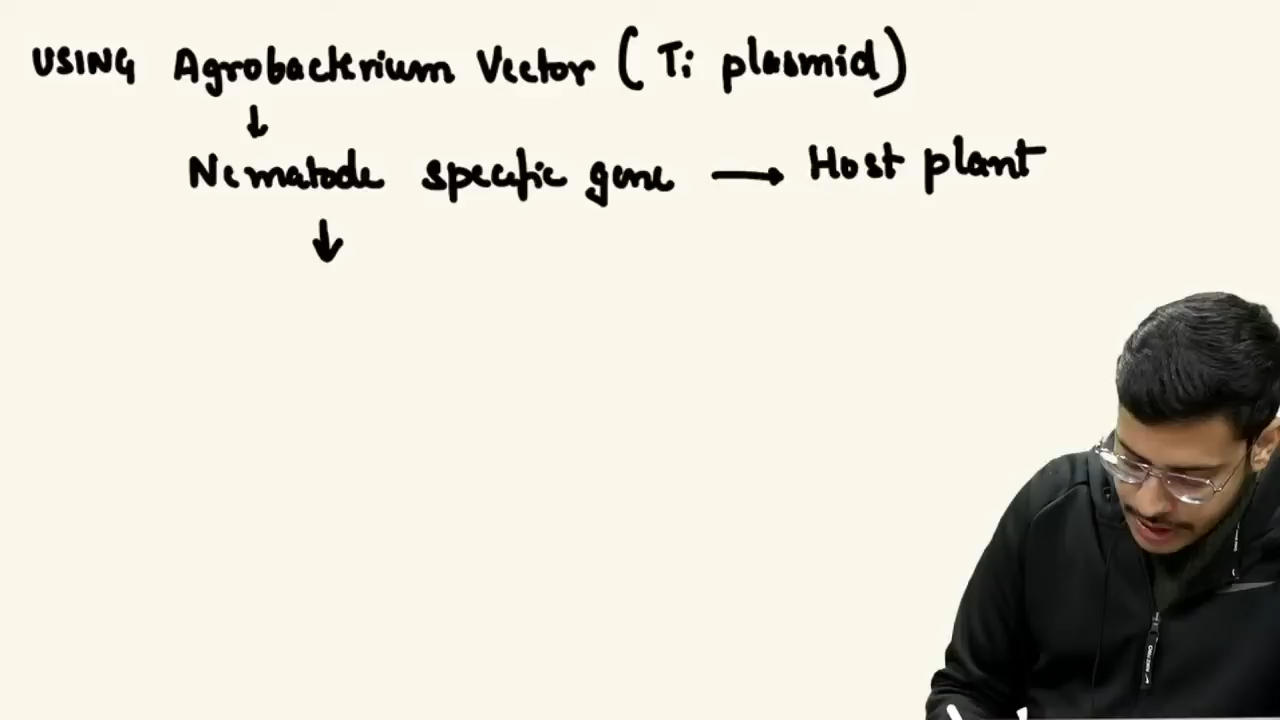 USING Agrobacterium Vector (Ti plasmid)
↓
Nematode specific gene → Host plant
↓